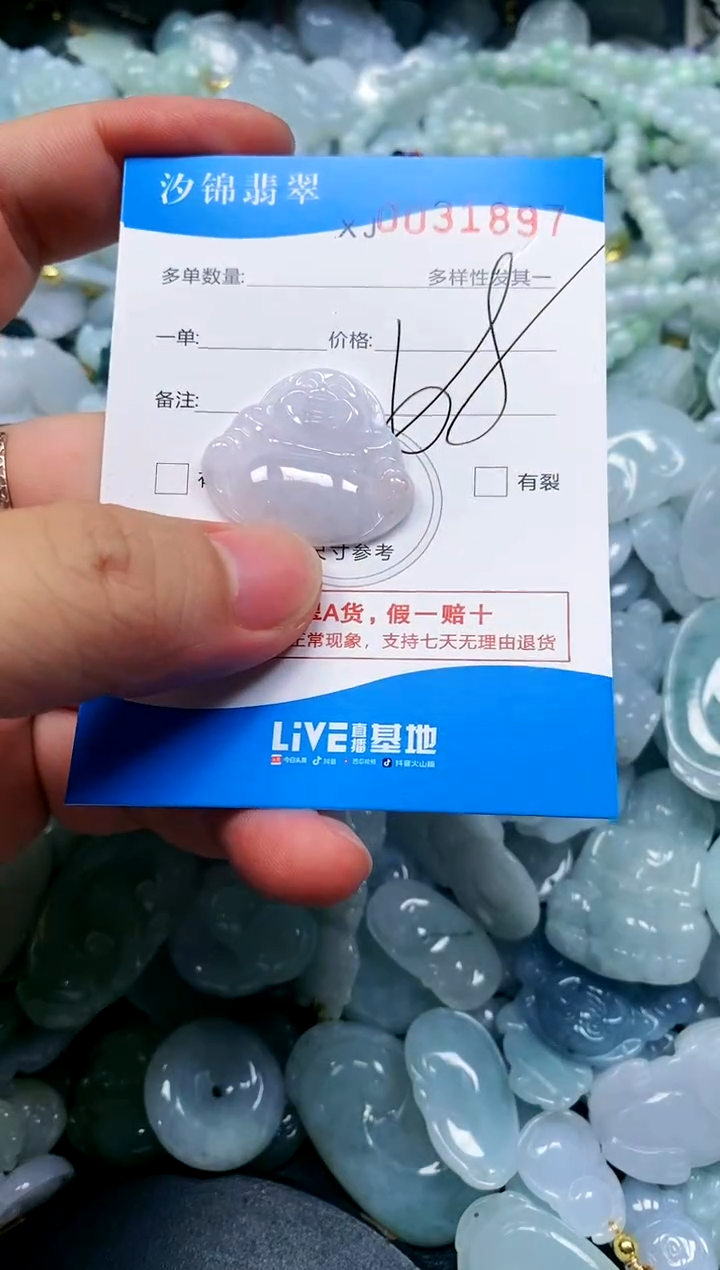 汐锦翡翠
XJ0031897
多单数量:
多样性发其一
一单:
价格:
68
备注:
有裂
尺寸参考
A货，假一赔十
正常现象，支持七天无理由退货
LiVE直播基地
今日头条 抖音 西瓜视频 抖音火山版